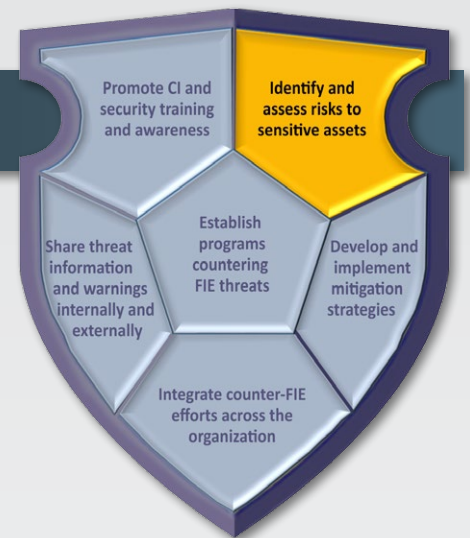 Promote CI and
security training
and awareness
Identify and
assess risks to
sensitive assets
Share threat
information
and warnings
internally and
externally
Establish
programs
countering
FIE threats
Develop and
implement
mitigation
strategies
Integrate counter-FIE
efforts across the
organization